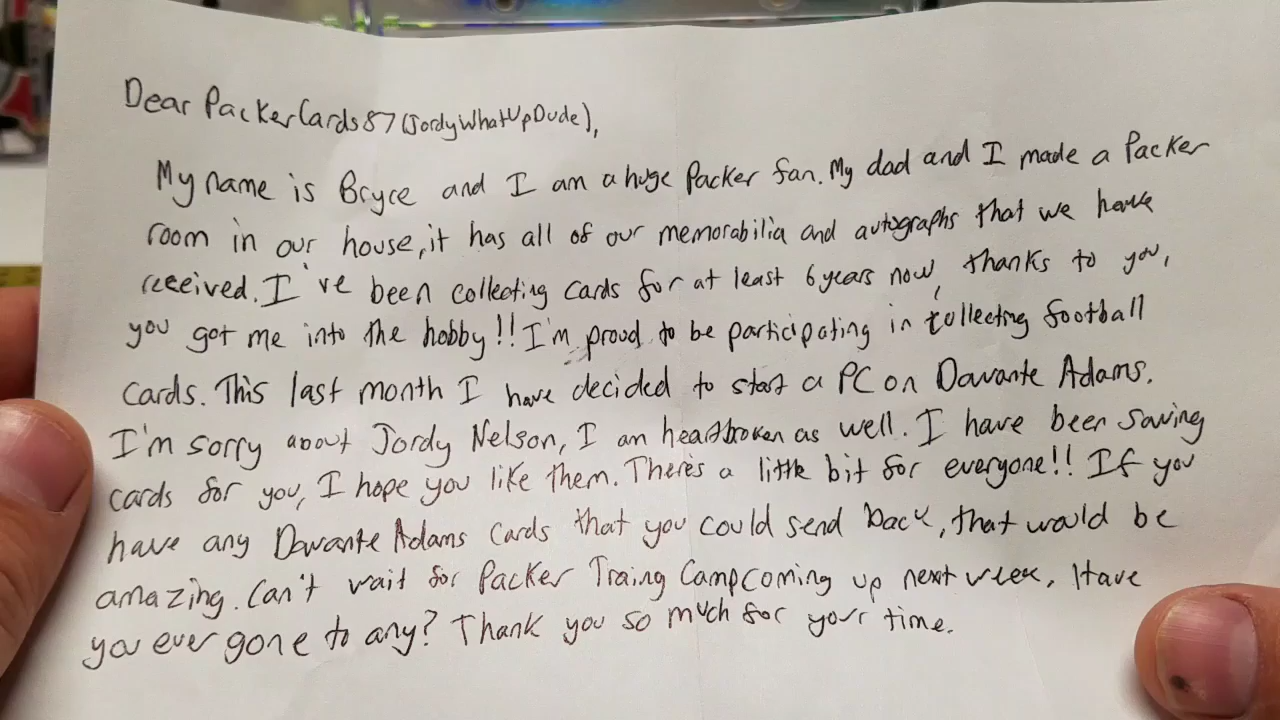 Dear PackerCards87(JordyWhatUpDude),
My name is Bryce and I am a huge Packer fan. My dad and I made a Packer
room in our house, it has all of our memorabilia and autographs that we have
received. I've been collecting cards for at least 6 years now, thanks to you,
you got me into the hobby!! I'm proud to be participating in collecting football
cards. This last month I have decided to start a PC on Davante Adams.
I'm sorry about Jordy Nelson, I am heartbroken as well. I have been saving
cards for you, I hope you like them. There's a little bit for everyone!! If you
have any Davante Adams cards that you could send back, that would be
amazing. Can't wait for Packer Traing Camp coming up next week, Have
you ever gone to any? Thank you so much for your time.